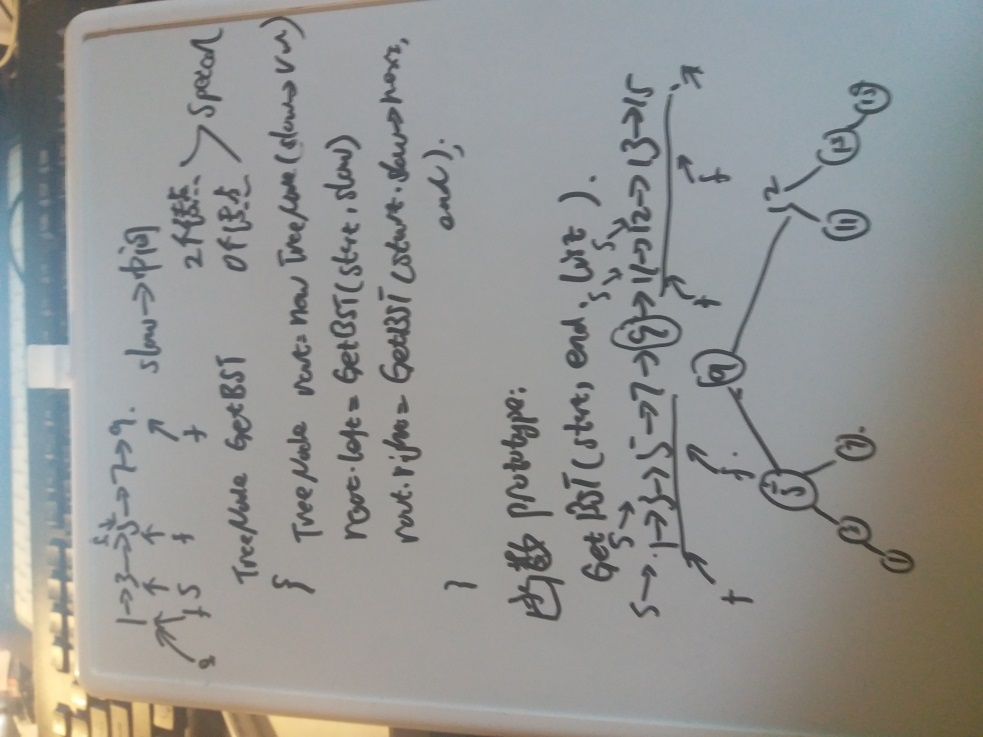 1→3→5→7→9. slow→中间
s f
2个结点
0个结点 > special
TreeNode GetBST
{
TreeNode root=new TreeNode(slow→val)
root.left=GetBST(start,slow)
root.right=GetBST(start.slow→next,
end);
}
函数 prototype:
Get BST(start, end, list).
s→1→3→5→7→9→11→12→13→15
f f f f
9
5 12
3 7 11 13
1 15